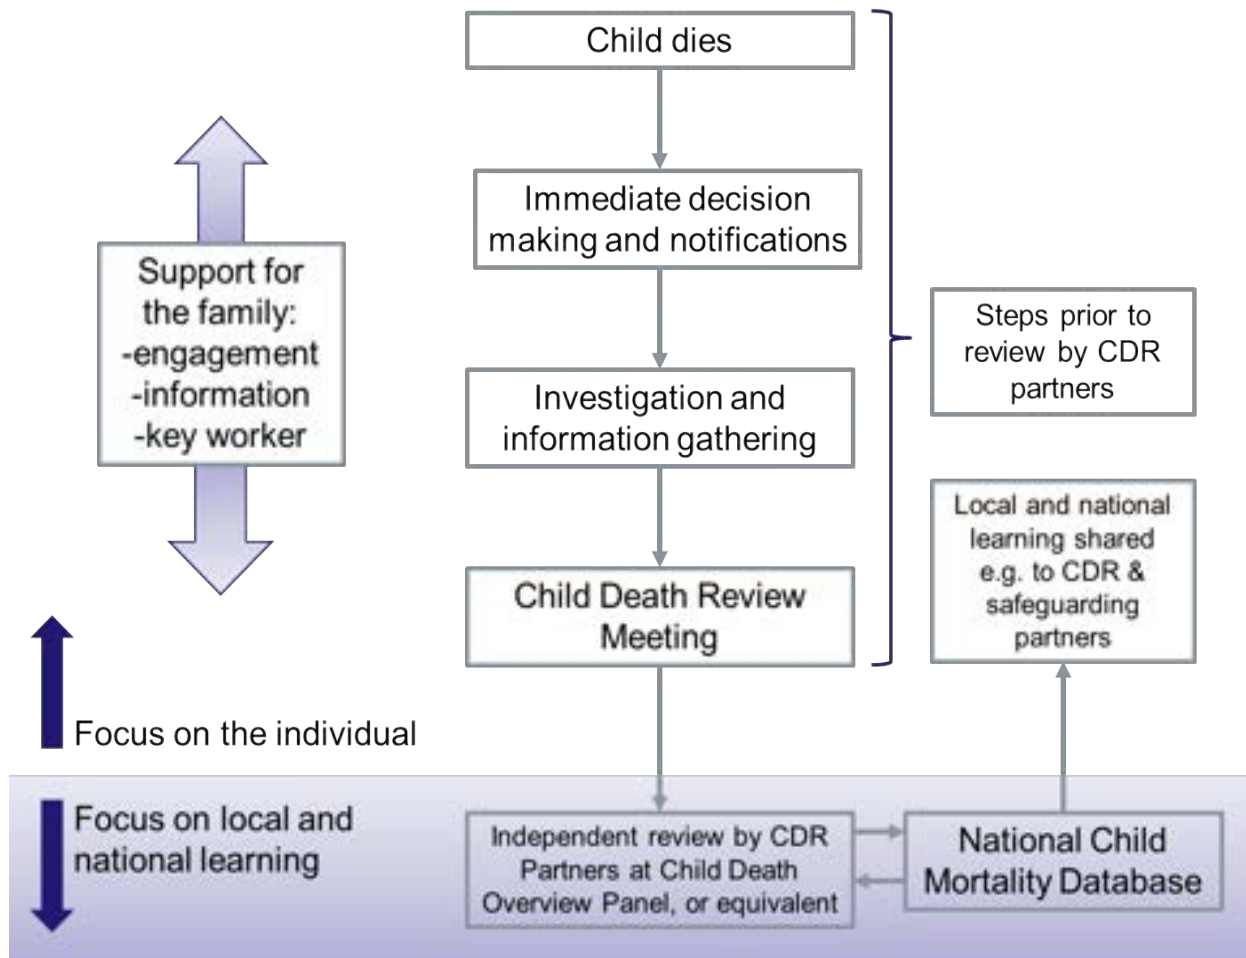 Child dies
Immediate decision
making and notifications
Support for
the family:
-engagement
-information
-key worker
Steps prior to
review by CDR
partners
Investigation and
information gathering
Local and national
learning shared
e.g. to CDR &
safeguarding
partners
Child Death Review
Meeting
Focus on the individual
Focus on local and
national learning
Independent review by CDR
Partners at Child Death
Overview Panel, or equivalent
National Child
Mortality Database